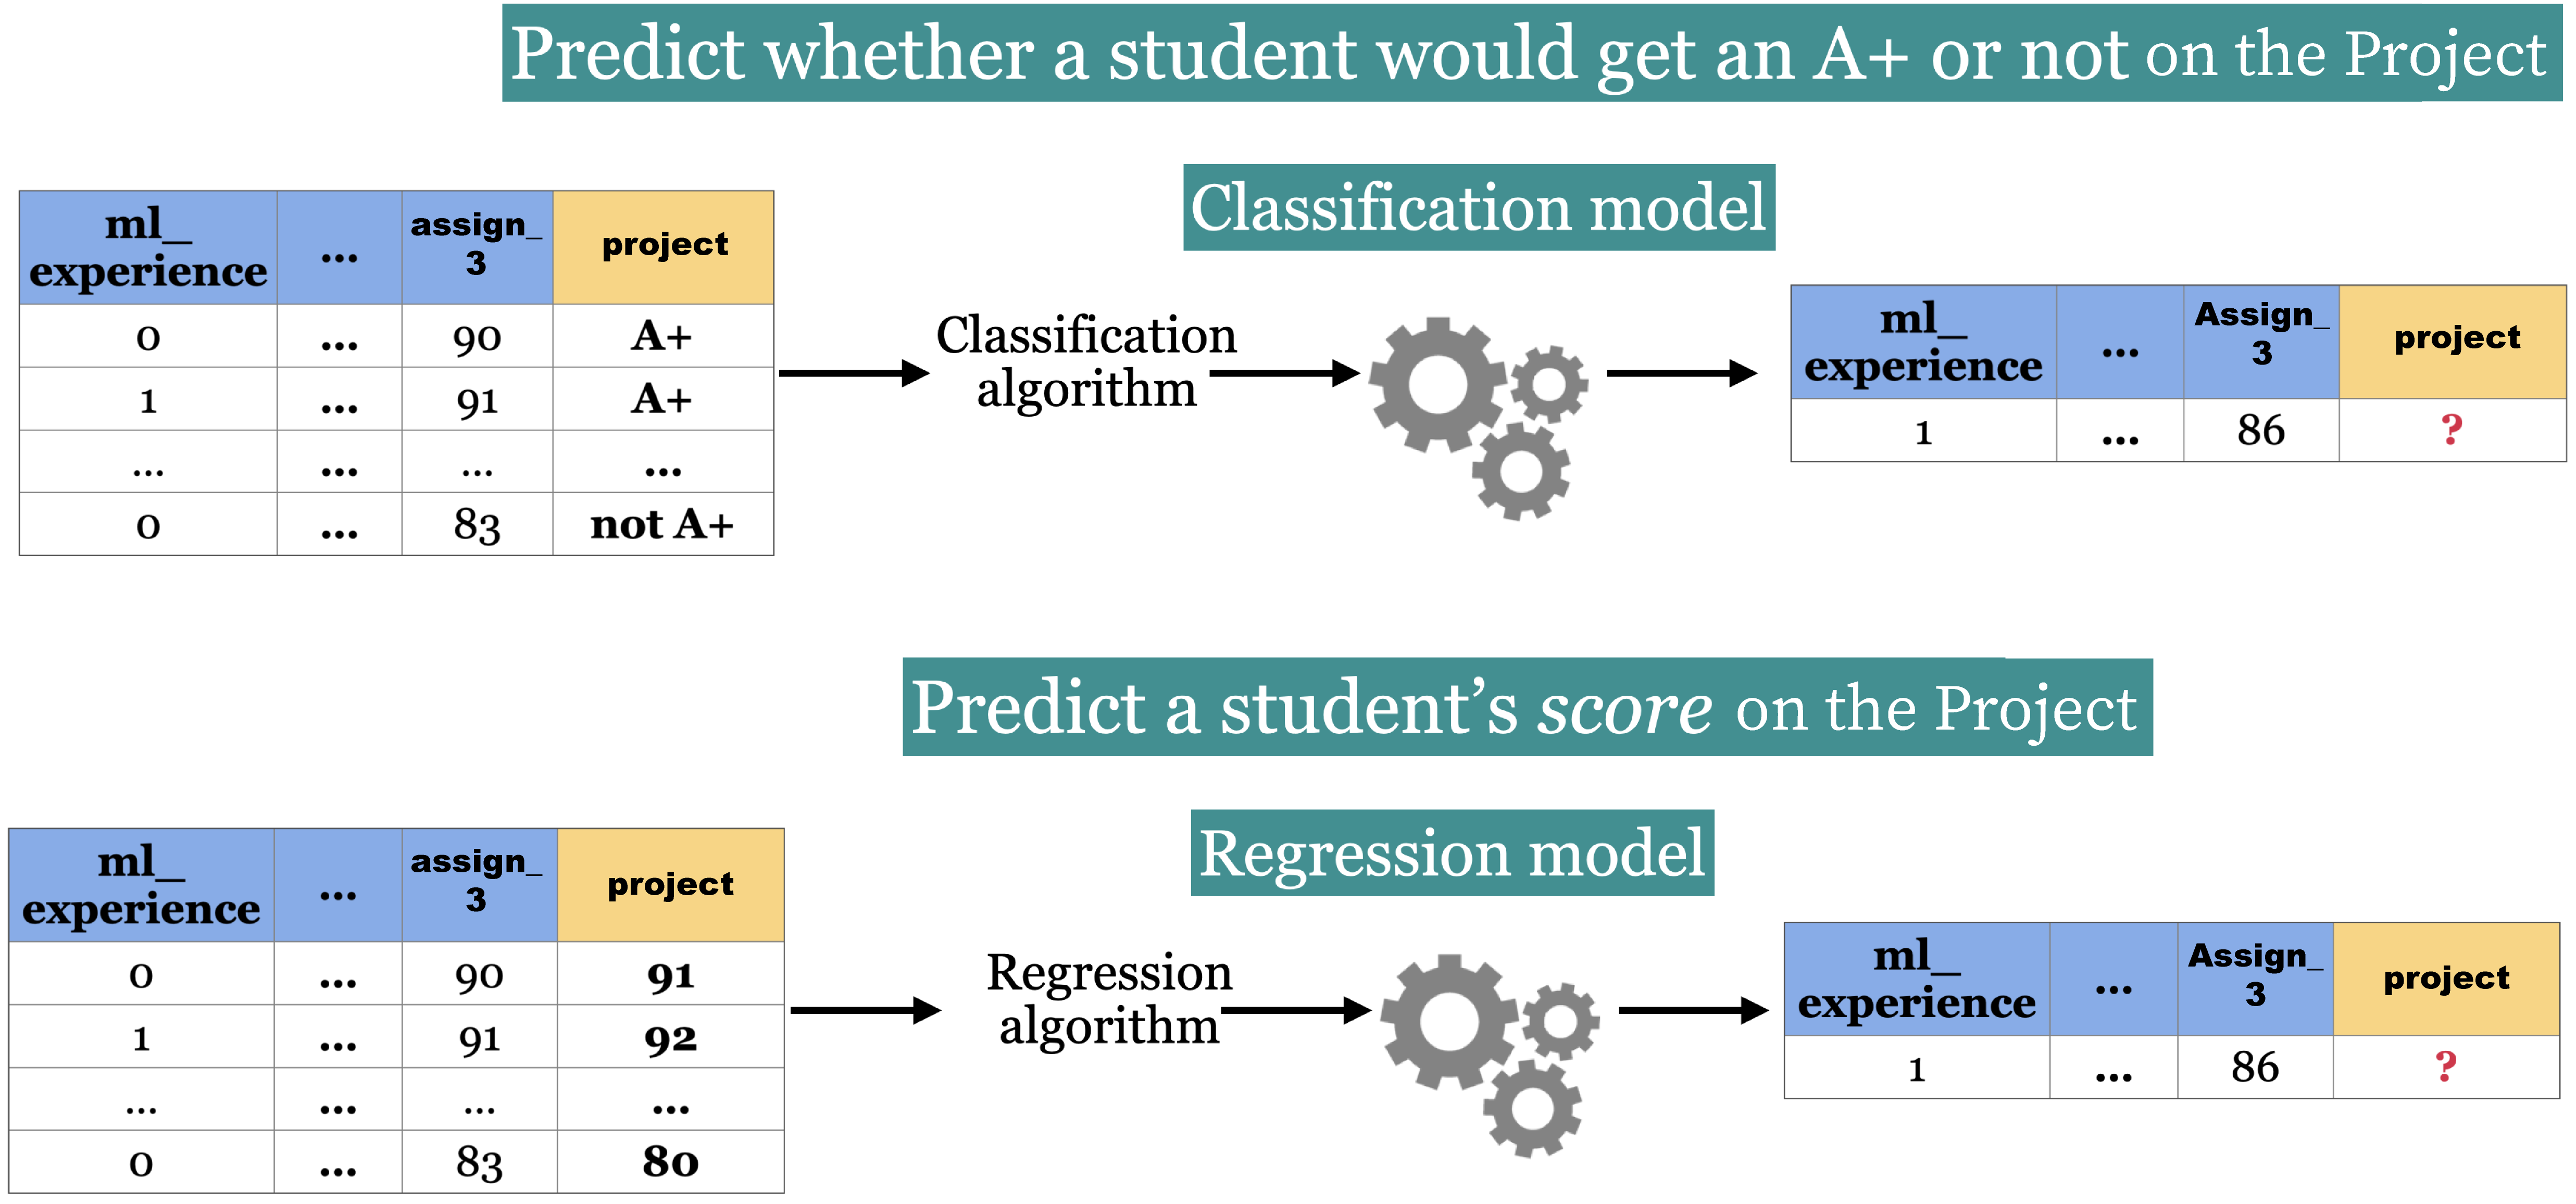 Predict whether a student would get an A+ or not on the Project
Classification model
ml_ ... assign_ project
experience 3
0 ... 90 A+
1 ... 91 A+
... ... ... ...
0 ... 83 not A+
Classification
algorithm
ml_ ... Assign_ project
experience 3
1 ... 86 ?
Predict a student’s score on the Project
Regression model
ml_ ... assign_ project
experience 3
0 ... 90 91
1 ... 91 92
... ... ... ...
0 ... 83 80
Regression
algorithm
ml_ ... Assign_ project
experience 3
1 ... 86 ?